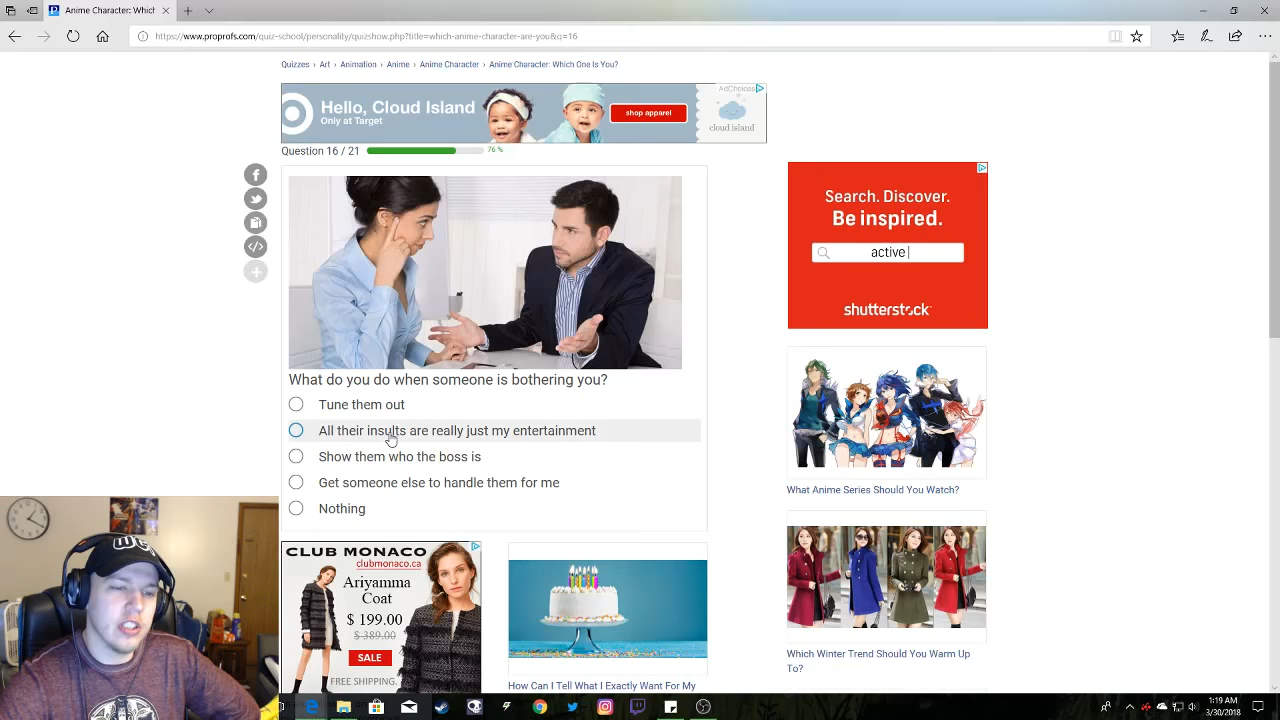 Anime Character: Whic
https://www.proprofs.com/quiz-school/personality/quizshow.php?title=which-anime-character-are-you&q=16
Quizzes › Art › Animation › Anime › Anime Character › Anime Character: Which One Is You?
Hello, Cloud Island
Only at Target
shop apparel
AdChoices
cloud island
Question 16 / 21
76 %
What do you do when someone is bothering you?
Tune them out
All their insults are really just my entertainment
Show them who the boss is
Get someone else to handle them for me
Nothing
Search. Discover.
Be inspired.
active
shutterstock
What Anime Series Should You Watch?
Which Winter Trend Should You Warm Up
To?
CLUB MONACO
clubmonaco.ca
Ariyamma
Coat
$ 199.00
$ 389.00
SALE
FREE SHIPPING.
How Can I Tell What I Exactly Want For My
1:19 AM
3/30/2018